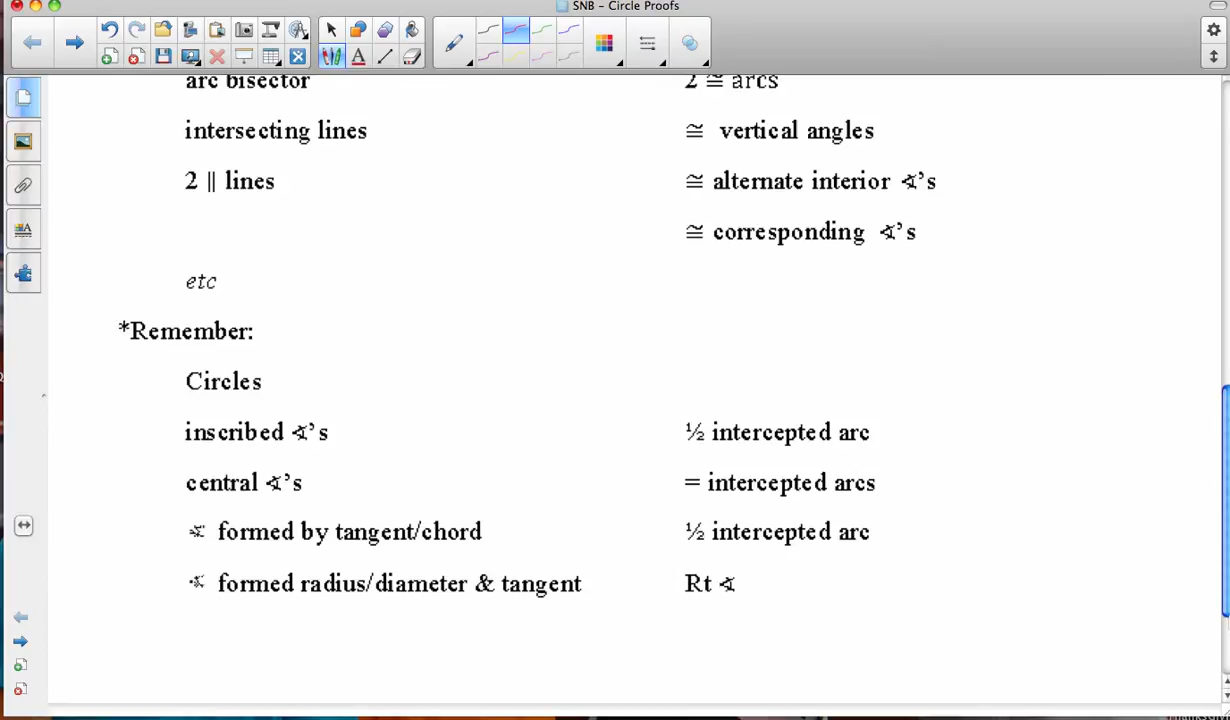 SNB - Circle Proofs
arc bisector 2 ≅ arcs
intersecting lines ≅ vertical angles
2 || lines ≅ alternate interior ∢'s
≅ corresponding ∢'s
etc
*Remember:
Circles
inscribed ∢'s ½ intercepted arc
central ∢'s = intercepted arcs
∢ formed by tangent/chord ½ intercepted arc
∢ formed radius/diameter & tangent Rt ∢